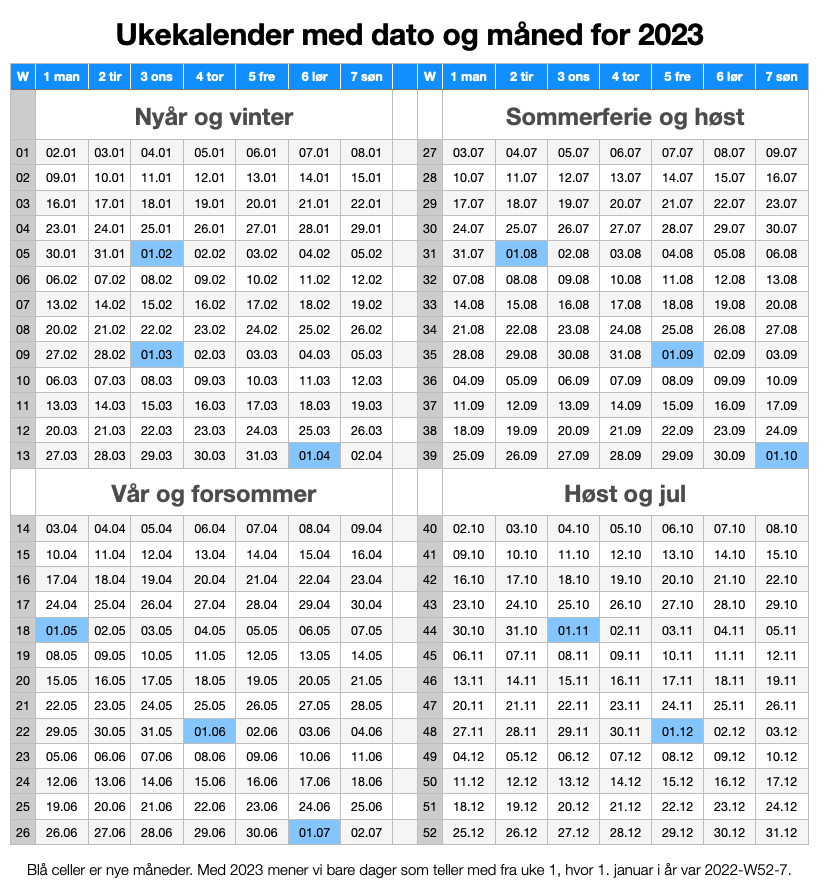 Ukekalender med dato og måned for 2023
W 1 man 2 tir 3 ons 4 tor 5 fre 6 lør 7 søn W 1 man 2 tir 3 ons 4 tor 5 fre 6 lør 7 søn
Nyår og vinter Sommerferie og høst
01 02.01 03.01 04.01 05.01 06.01 07.01 08.01 27 03.07 04.07 05.07 06.07 07.07 08.07 09.07
02 09.01 10.01 11.01 12.01 13.01 14.01 15.01 28 10.07 11.07 12.07 13.07 14.07 15.07 16.07
03 16.01 17.01 18.01 19.01 20.01 21.01 22.01 29 17.07 18.07 19.07 20.07 21.07 22.07 23.07
04 23.01 24.01 25.01 26.01 27.01 28.01 29.01 30 24.07 25.07 26.07 27.07 28.07 29.07 30.07
05 30.01 31.01 01.02 02.02 03.02 04.02 05.02 31 31.07 01.08 02.08 03.08 04.08 05.08 06.08
06 06.02 07.02 08.02 09.02 10.02 11.02 12.02 32 07.08 08.08 09.08 10.08 11.08 12.08 13.08
07 13.02 14.02 15.02 16.02 17.02 18.02 19.02 33 14.08 15.08 16.08 17.08 18.08 19.08 20.08
08 20.02 21.02 22.02 23.02 24.02 25.02 26.02 34 21.08 22.08 23.08 24.08 25.08 26.08 27.08
09 27.02 28.02 01.03 02.03 03.03 04.03 05.03 35 28.08 29.08 30.08 31.08 01.09 02.09 03.09
10 06.03 07.03 08.03 09.03 10.03 11.03 12.03 36 04.09 05.09 06.09 07.09 08.09 09.09 10.09
11 13.03 14.03 15.03 16.03 17.03 18.03 19.03 37 11.09 12.09 13.09 14.09 15.09 16.09 17.09
12 20.03 21.03 22.03 23.03 24.03 25.03 26.03 38 18.09 19.09 20.09 21.09 22.09 23.09 24.09
13 27.03 28.03 29.03 30.03 31.03 01.04 02.04 39 25.09 26.09 27.09 28.09 29.09 30.09 01.10
Vår og forsommer Høst og jul
14 03.04 04.04 05.04 06.04 07.04 08.04 09.04 40 02.10 03.10 04.10 05.10 06.10 07.10 08.10
15 10.04 11.04 12.04 13.04 14.04 15.04 16.04 41 09.10 10.10 11.10 12.10 13.10 14.10 15.10
16 17.04 18.04 19.04 20.04 21.04 22.04 23.04 42 16.10 17.10 18.10 19.10 20.10 21.10 22.10
17 24.04 25.04 26.04 27.04 28.04 29.04 30.04 43 23.10 24.10 25.10 26.10 27.10 28.10 29.10
18 01.05 02.05 03.05 04.05 05.05 06.05 07.05 44 30.10 31.10 01.11 02.11 03.11 04.11 05.11
19 08.05 09.05 10.05 11.05 12.05 13.05 14.05 45 06.11 07.11 08.11 09.11 10.11 11.11 12.11
20 15.05 16.05 17.05 18.05 19.05 20.05 21.05 46 13.11 14.11 15.11 16.11 17.11 18.11 19.11
21 22.05 23.05 24.05 25.05 26.05 27.05 28.05 47 20.11 21.11 22.11 23.11 24.11 25.11 26.11
22 29.05 30.05 31.05 01.06 02.06 03.06 04.06 48 27.11 28.11 29.11 30.11 01.12 02.12 03.12
23 05.06 06.06 07.06 08.06 09.06 10.06 11.06 49 04.12 05.12 06.12 07.12 08.12 09.12 10.12
24 12.06 13.06 14.06 15.06 16.06 17.06 18.06 50 11.12 12.12 13.12 14.12 15.12 16.12 17.12
25 19.06 20.06 21.06 22.06 23.06 24.06 25.06 51 18.12 19.12 20.12 21.12 22.12 23.12 24.12
26 26.06 27.06 28.06 29.06 30.06 01.07 02.07 52 25.12 26.12 27.12 28.12 29.12 30.12 31.12
Blå celler er nye måneder. Med 2023 mener vi bare dager som teller med fra uke 1, hvor 1. januar i år var 2022-W52-7.